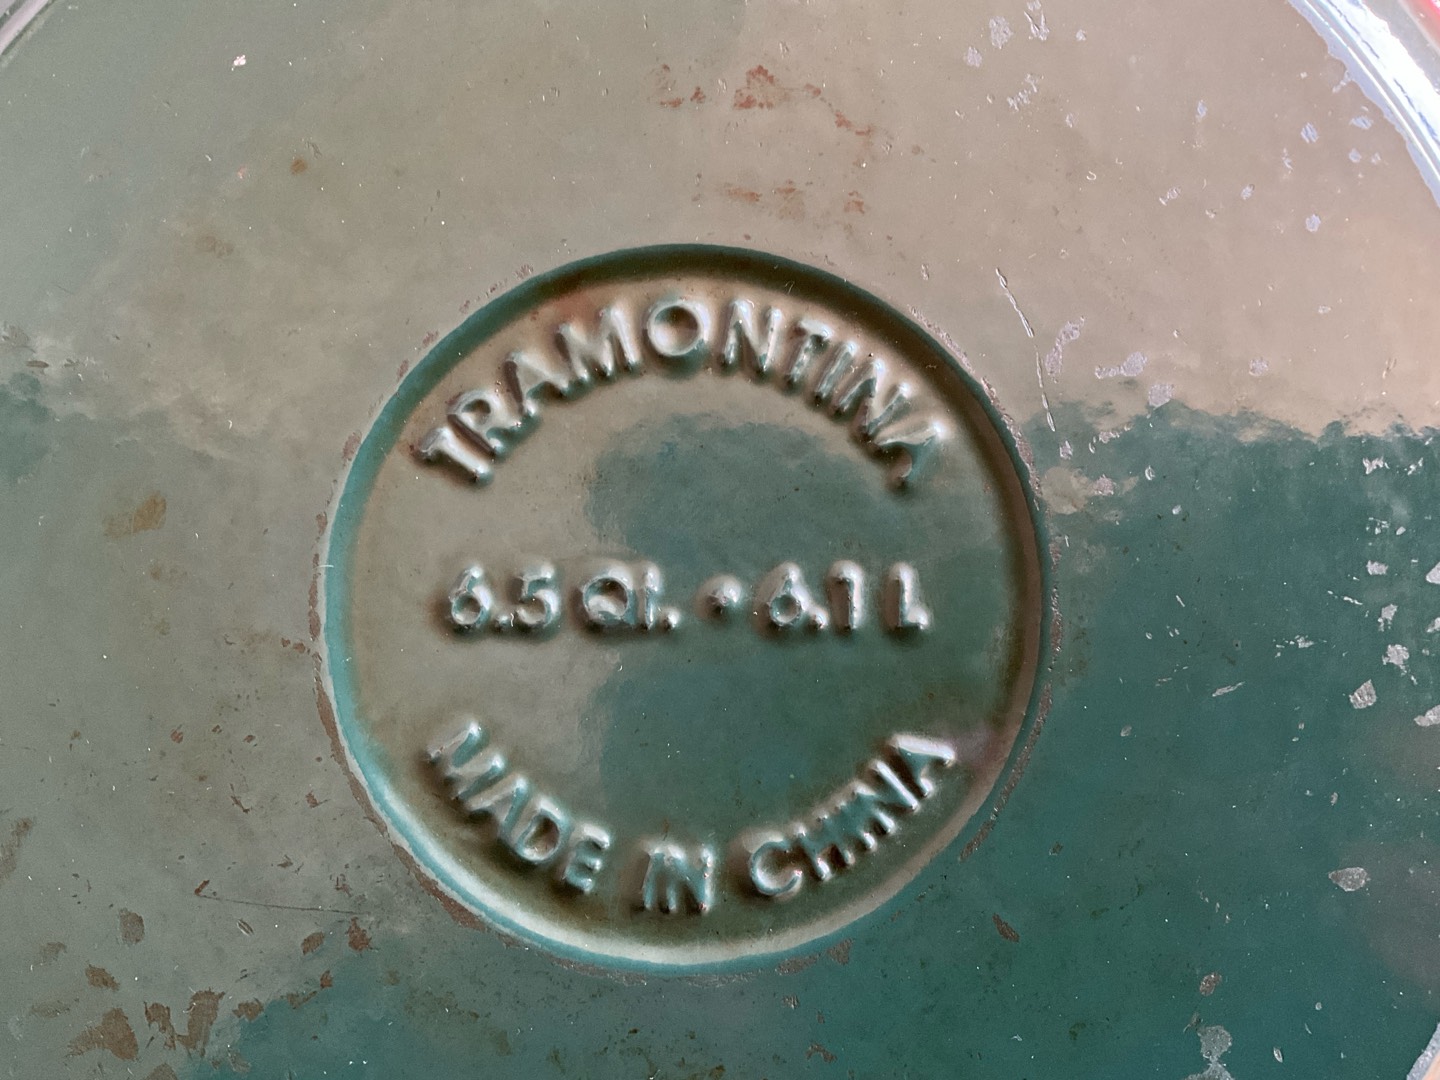 TRAMONTINA
6.5 Qt. • 6.1 L
MADE IN CHINA